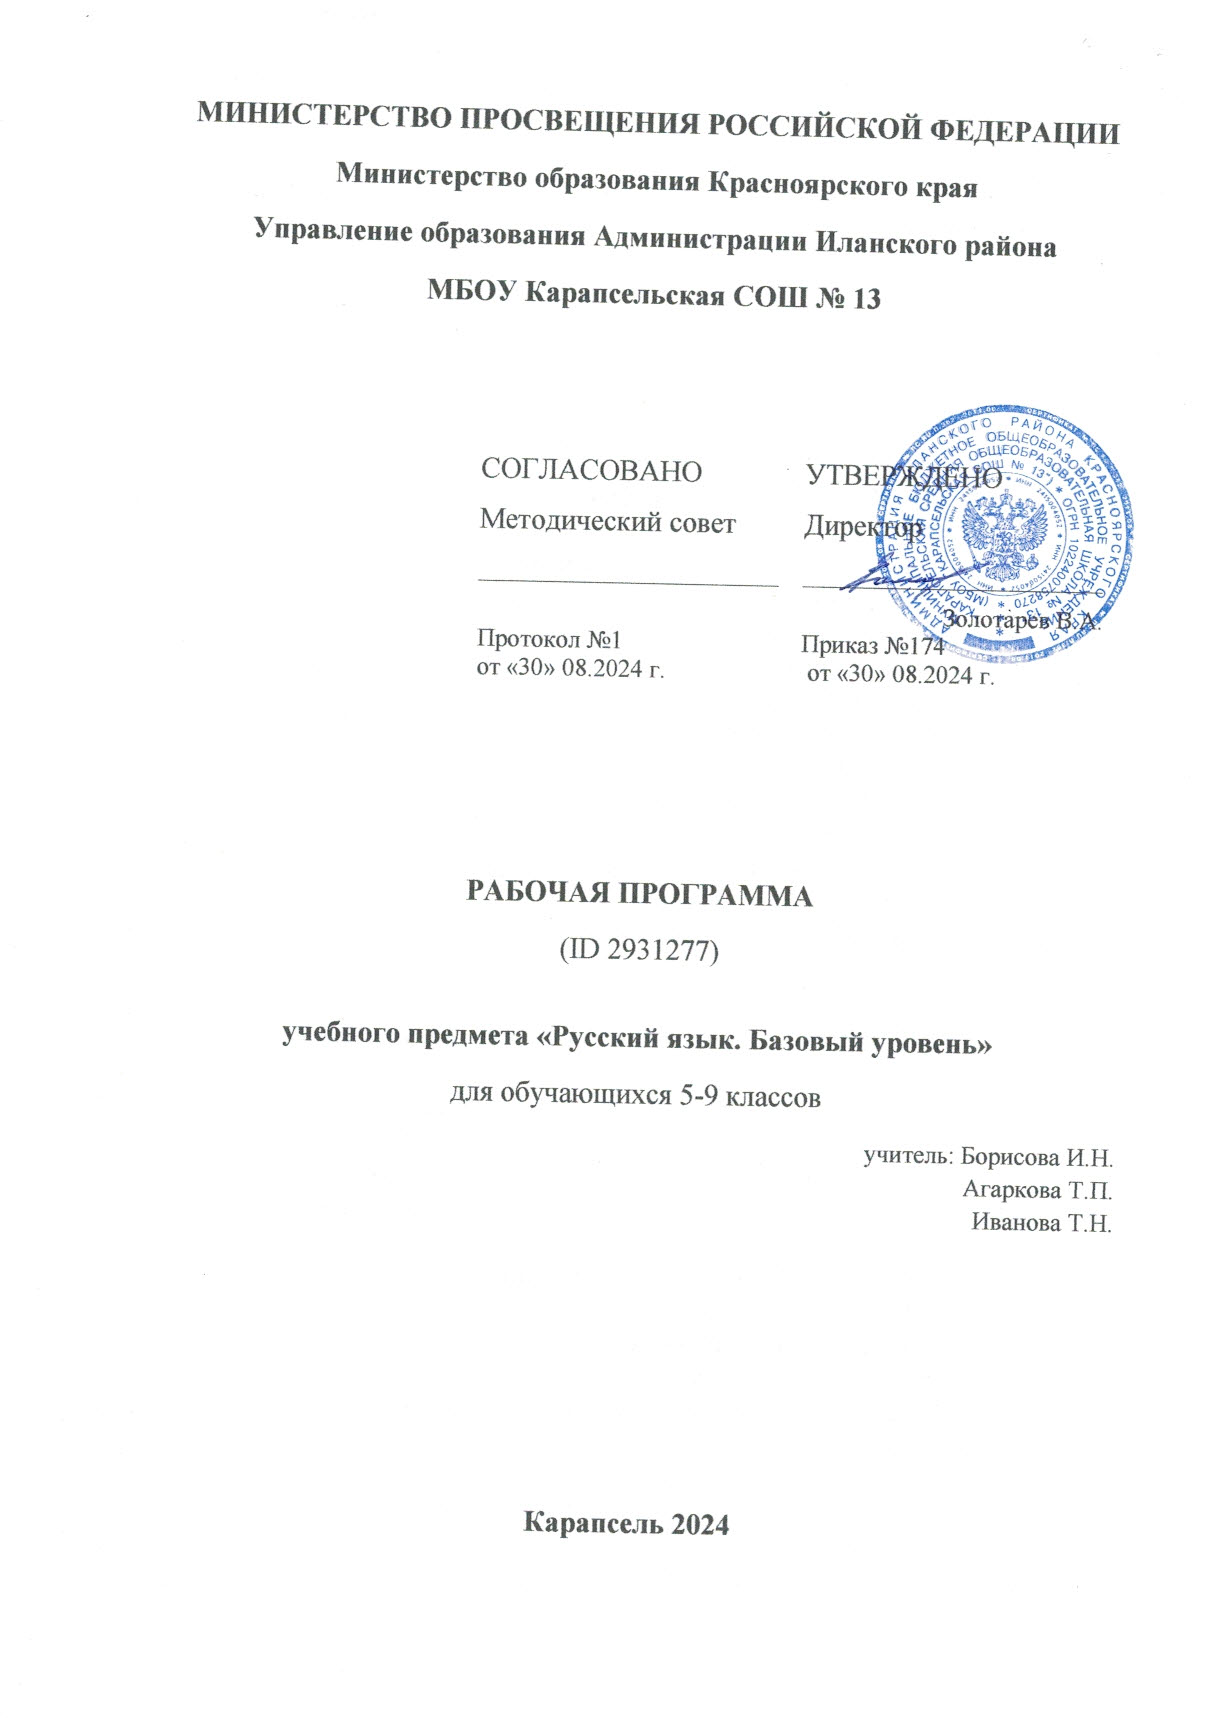 МИНИСТЕРСТВО ПРОСВЕЩЕНИЯ РОССИЙСКОЙ ФЕДЕРАЦИИ
Министерство образования Красноярского края
Управление образования Администрации Иланского района
МБОУ Карапсельская СОШ № 13
СОГЛАСОВАНО
Методический совет
Протокол №1
от «30» 08.2024 г.
УТВЕРЖДЕНО
Директор
Золотарев В.А.
Приказ №174
от «30» 08.2024 г.
РАБОЧАЯ ПРОГРАММА
(ID 2931277)
учебного предмета «Русский язык. Базовый уровень»
для обучающихся 5-9 классов
учитель: Борисова И.Н.
Агаркова Т.П.
Иванова Т.Н.
Карапсель 2024